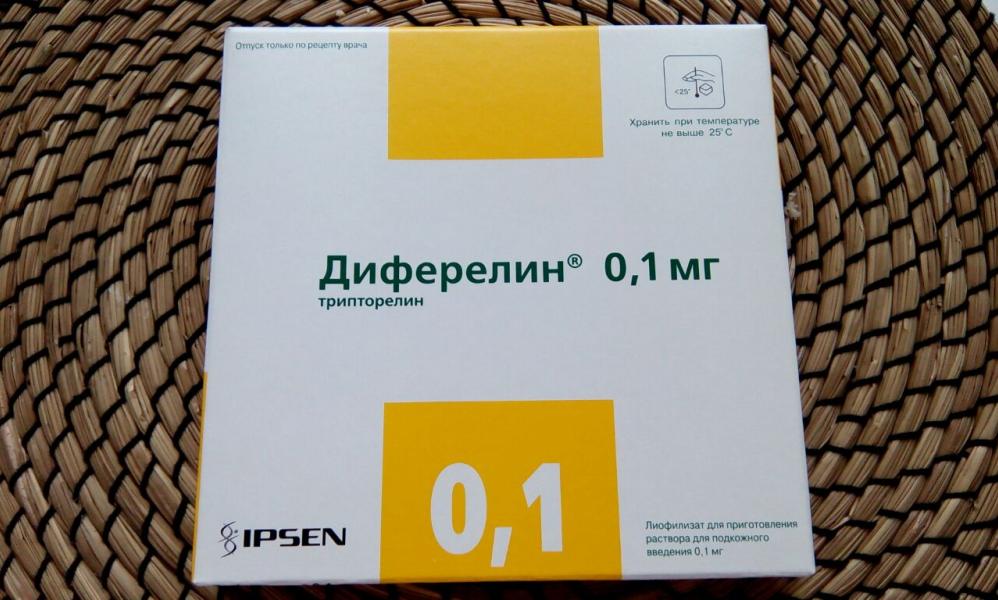 Отпуск только по рецепту врача
<25°
Хранить при температуре
не выше 25°C
Диферелин® 0,1 мг
трипторелин
0,1
IPSEN
Лиофилизат для приготовления
раствора для подкожного
введения 0,1 мг